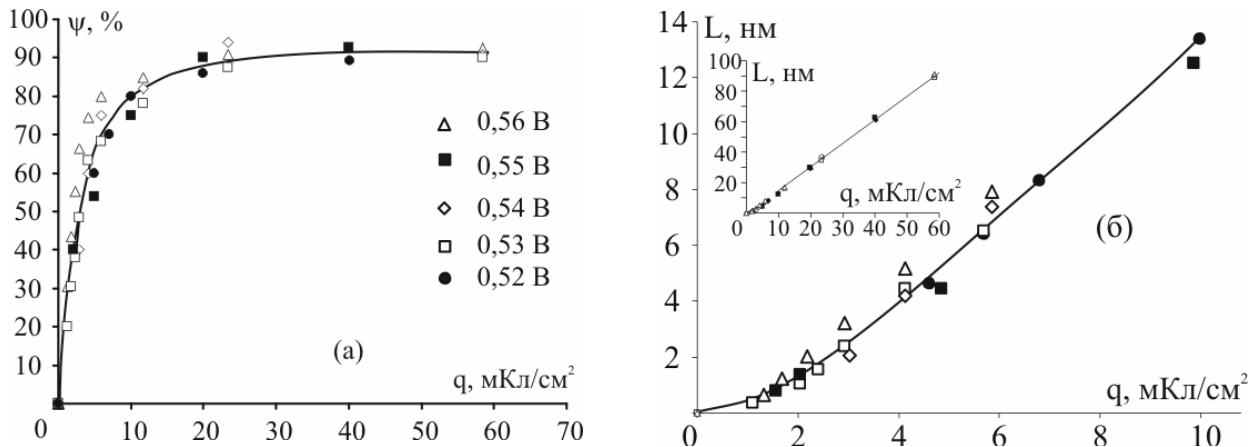 ψ, %
100
90
80
70
60
50
40
30
20
10
0
0 10 20 30 40 50 60 70
0,56 В
0,55 В
0,54 В
0,53 В
0,52 В
(а)
q, мКл/см²
L, нм
14
12
10
8
6
4
2
0 2 4 6 8 10
100
L, нм
80
60
40
20
0 10 20 30 40 50 60
q, мКл/см²
(б)
q, мКл/см²